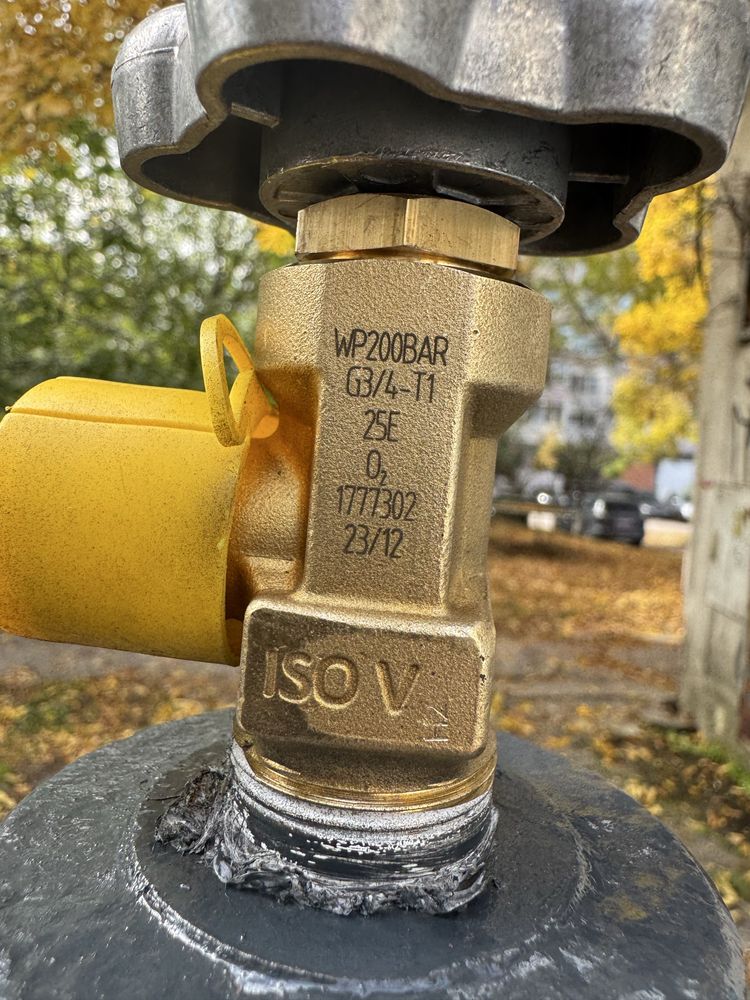 WP200BAR
G3/4-T1
25E
O₂
1777302
23/12
ISO V